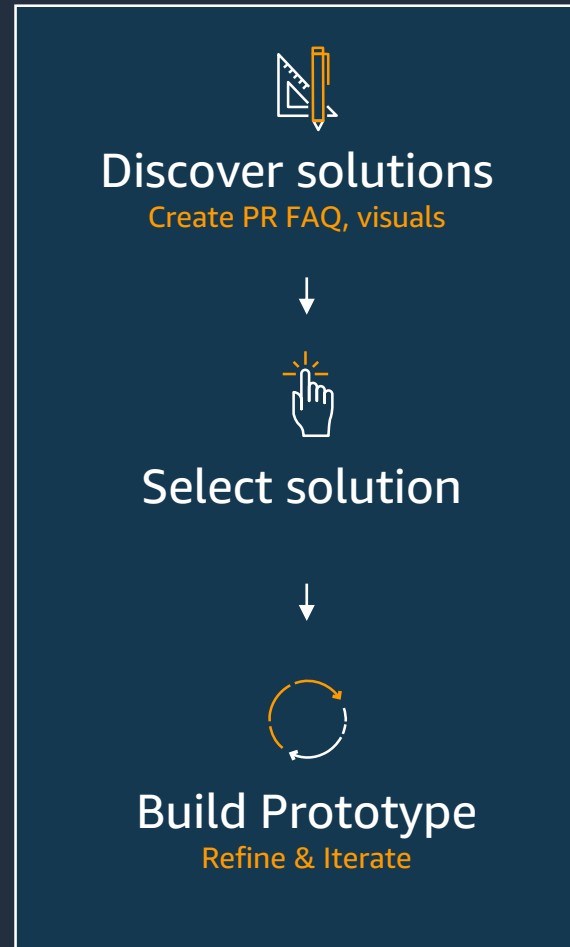 Discover solutions
Create PR FAQ, visuals
Select solution
Build Prototype
Refine & Iterate